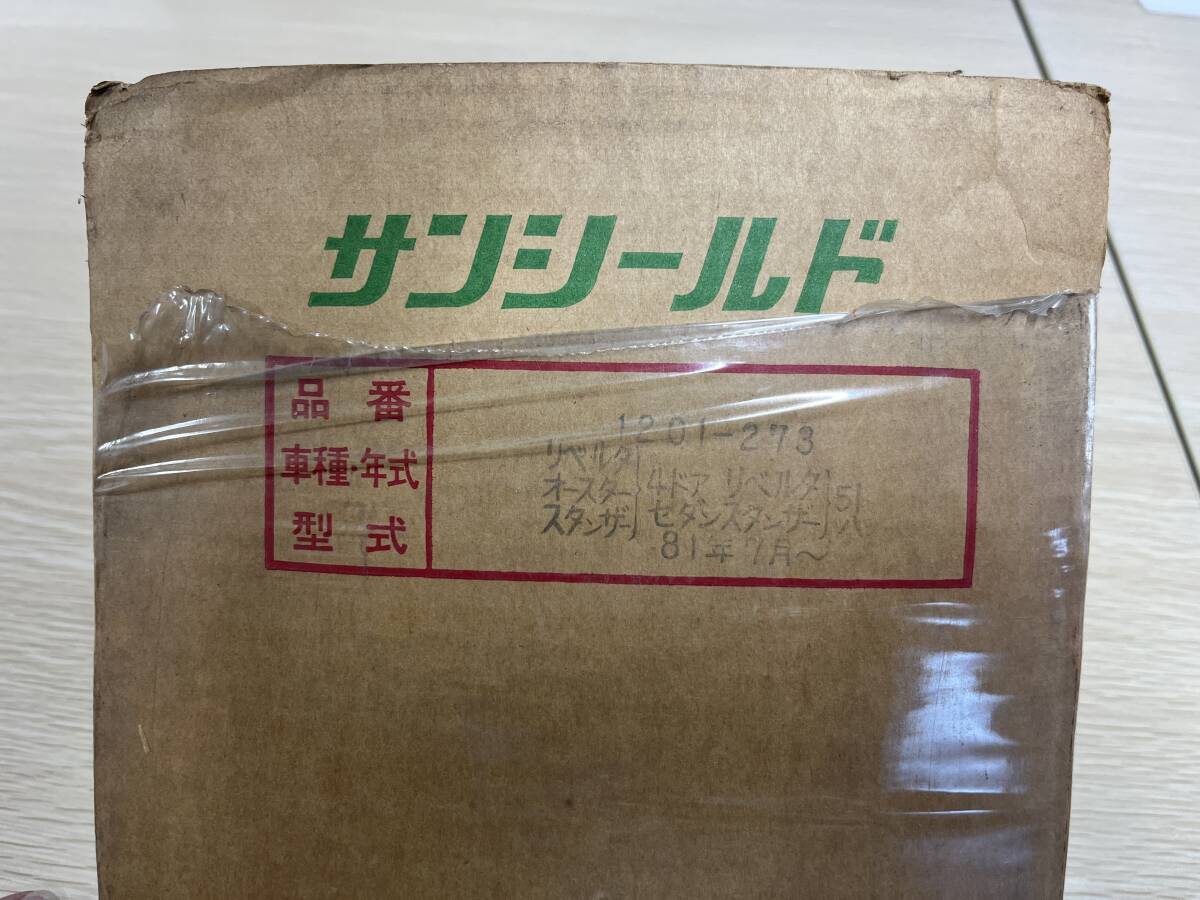 サンシールド
品番
1201-273
車種・年式
型式
リベルタ
オースター 4ドア リベルタ
スタンザ セダン スタンザ
81年 7月~